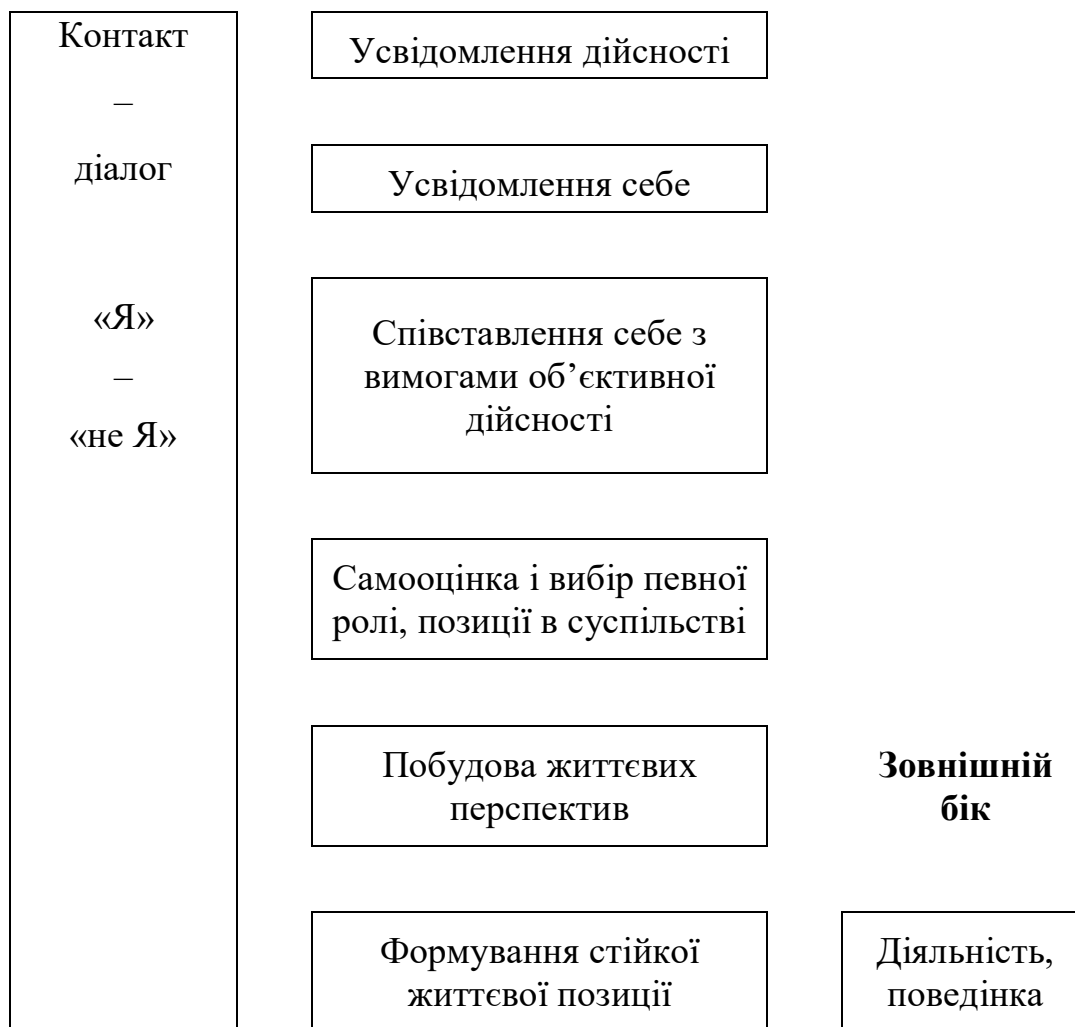 Контакт
–
діалог
«Я»
–
«не Я»
Усвідомлення дійсності
Усвідомлення себе
Співставлення себе з
вимогами об’єктивної
дійсності
Самооцінка і вибір певної
ролі, позиції в суспільстві
Побудова життєвих
перспектив
Зовнішній
бік
Формування стійкої
життєвої позиції
Діяльність,
поведінка